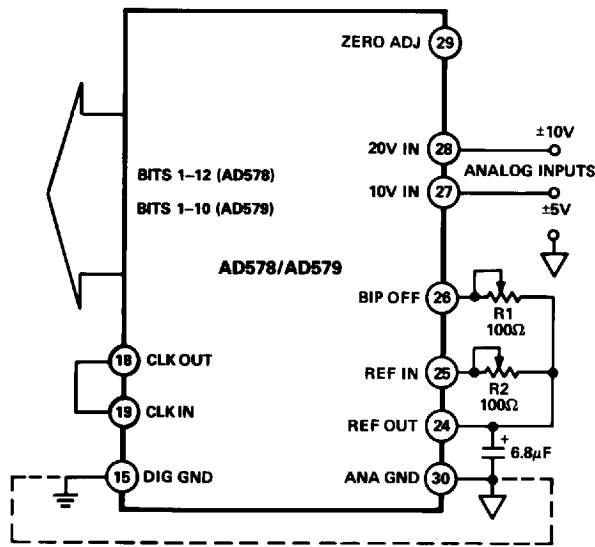 ZERO ADJ 29
±10V
20V IN 28
ANALOG INPUTS
10V IN 27
±5V
BITS 1–12 (AD578)
BITS 1–10 (AD579)
AD578/AD579
BIP OFF 26
R1
100Ω
18 CLK OUT
REF IN 25
R2
100Ω
19 CLK IN
REF OUT 24
+
6.8µF
15 DIG GND
ANA GND 30